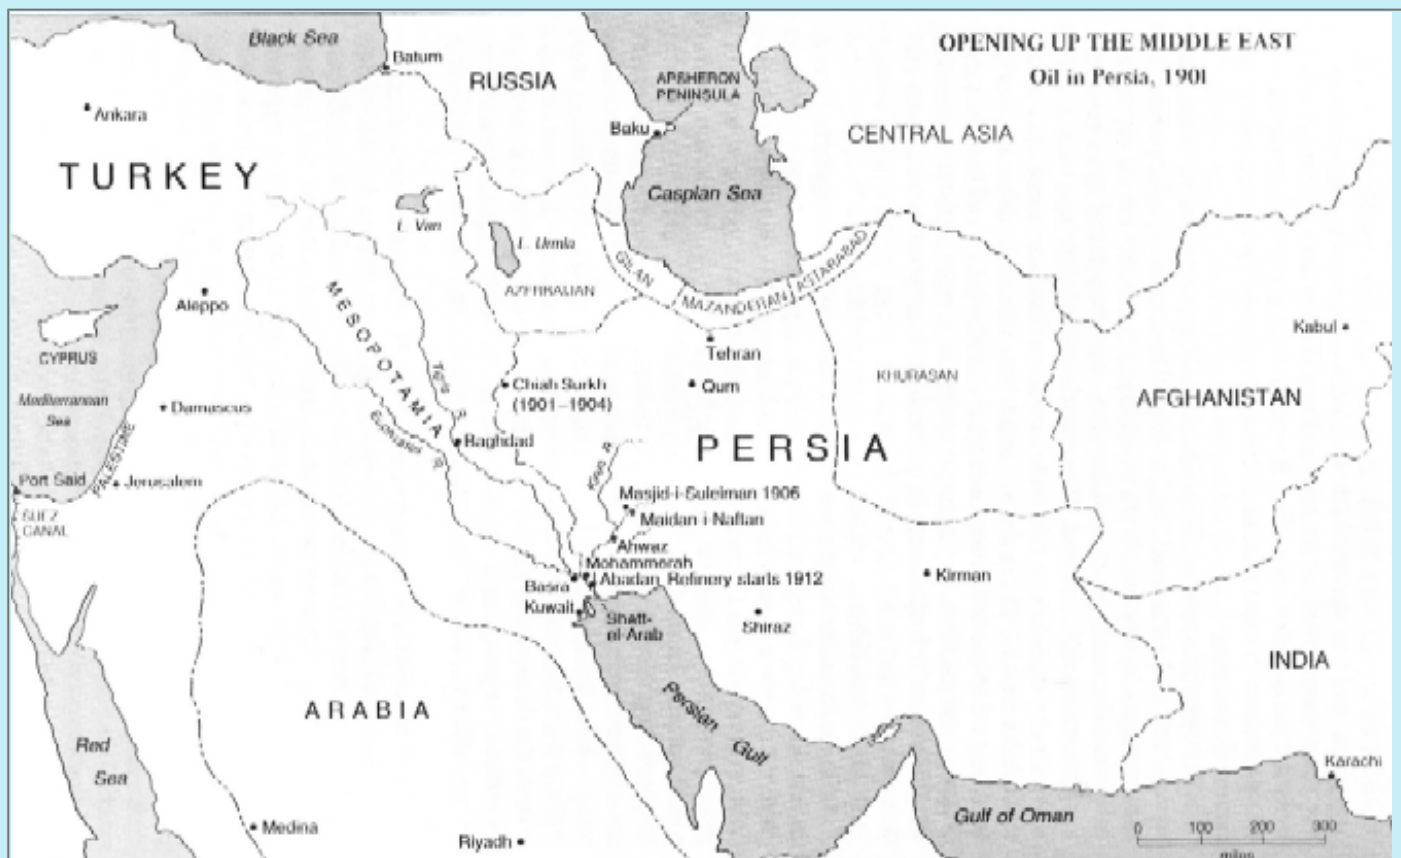 OPENING UP THE MIDDLE EAST
Oil in Persia, 1901
Black Sea
Batum
RUSSIA
APSHERON
PENINSULA
Baku
CENTRAL ASIA
Ankara
TURKEY
Caspian Sea
L. Van
L. Urmia
AZERBAIJAN
GILAN
MAZANDERAN
ASTARABAD
Aleppo
MESOPOTAMIA
Tigris R.
Euphrates R.
CYPRUS
Mediterranean
Sea
Damascus
PALESTINE
Jerusalem
Port Said
SUEZ
CANAL
Tehran
Qum
Chiah Surkh
(1901–1904)
KHURASAN
Kabul
AFGHANISTAN
Baghdad
PERSIA
Masjid-i-Suleiman 1906
Maidan-i-Naftan
Ahwaz
Mohammerah
Abadan, Refinery starts 1912
Basra
Kuwait
Shatt-
el-Arab
Kirman
Shiraz
INDIA
ARABIA
Persian Gulf
Red
Sea
Karachi
Gulf of Oman
Medina
Riyadh
0 100 200 300
miles